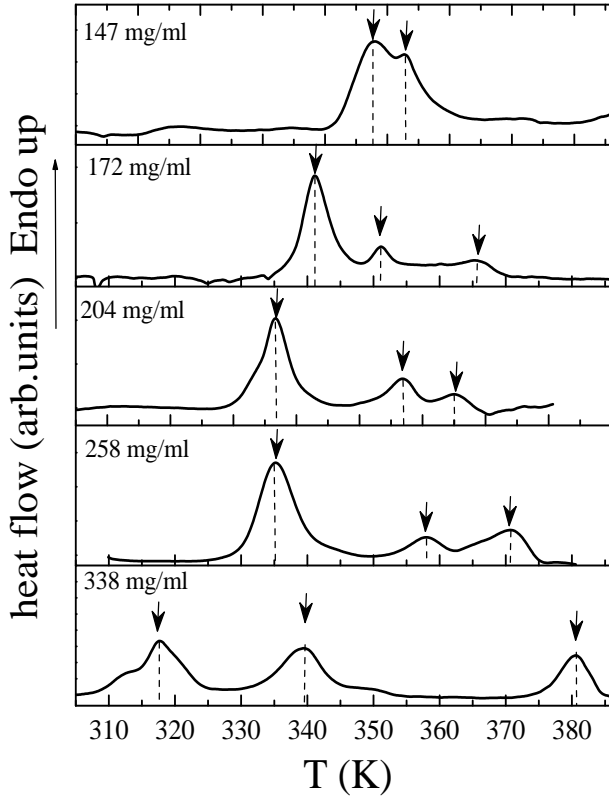 147 mg/ml
172 mg/ml
204 mg/ml
258 mg/ml
338 mg/ml
heat flow (arb.units) Endo up
310 320 330 340 350 360 370 380
T (K)